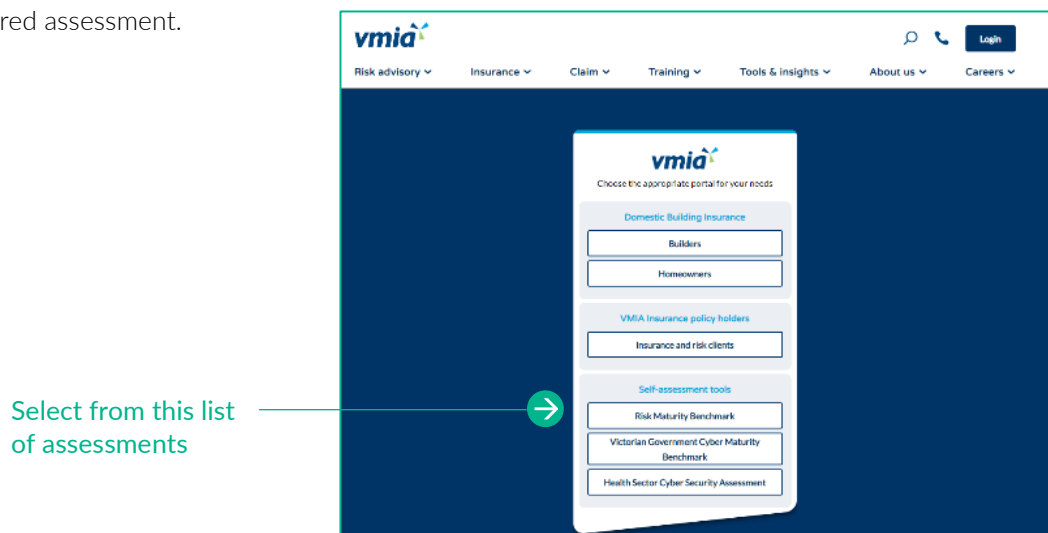 red assessment.
vmia
Login
Risk advisory
Insurance
Claim
Training
Tools & insights
About us
Careers
vmia
Choose the appropriate portal for your needs
Domestic Building Insurance
Builders
Homeowners
VMIA Insurance policy holders
Insurance and risk clients
Self-assessment tools
Select from this list
of assessments
Risk Maturity Benchmark
Victorian Government Cyber Maturity
Benchmark
Health Sector Cyber Security Assessment